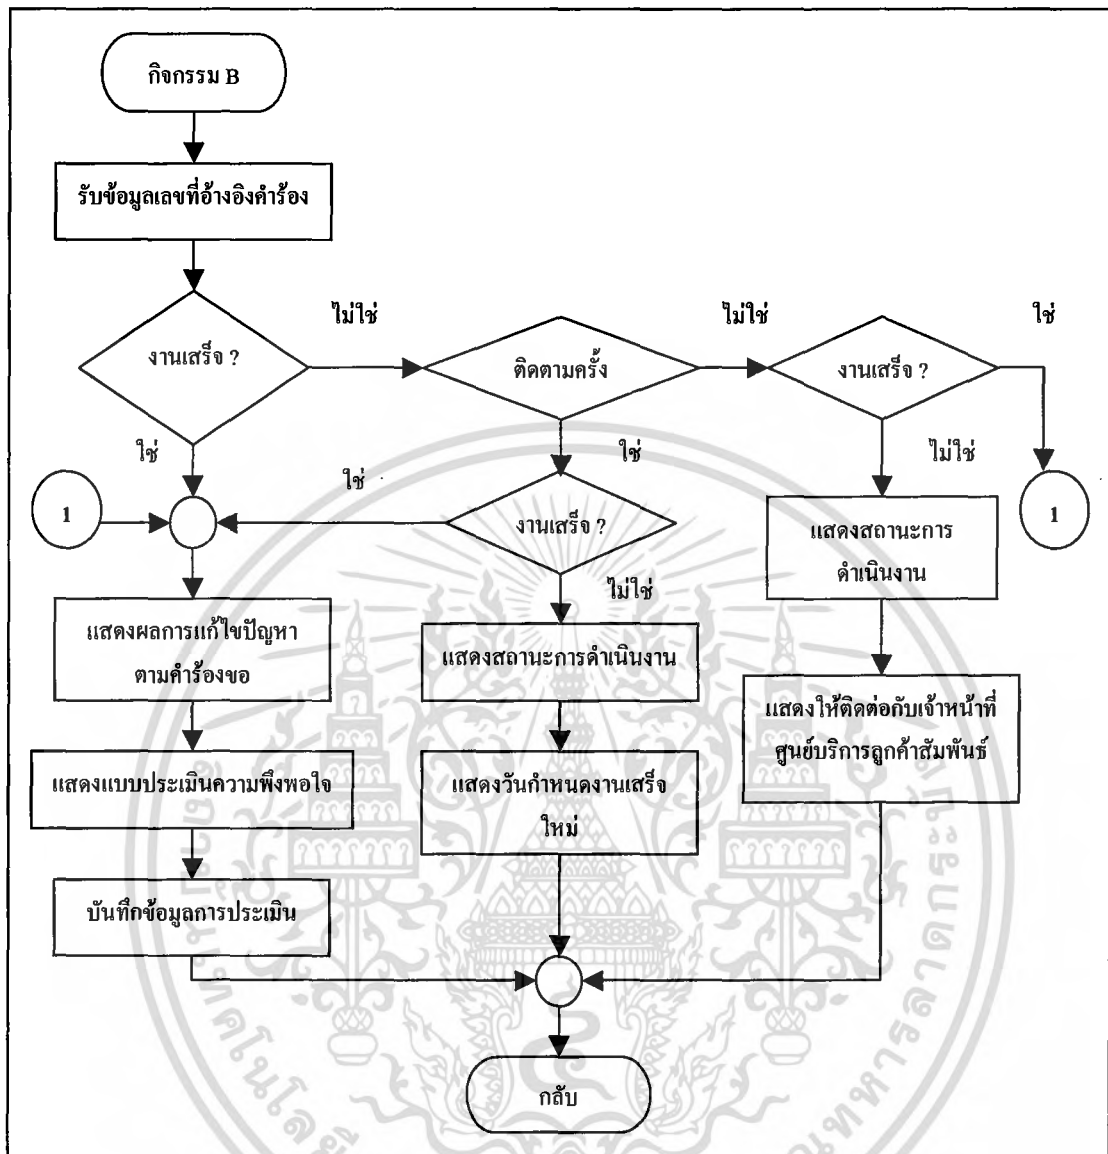 กิจกรรม B
รับข้อมูลเลขที่อ้างอิงคำร้อง
ไม่ใช่
ไม่ใช่
ใช่
งานเสร็จ ?
ติดตามครั้ง
งานเสร็จ ?
ใช่
ใช่
ใช่
ไม่ใช่
1
งานเสร็จ ?
1
แสดงสถานะการ
ดำเนินงาน
ไม่ใช่
แสดงผลการแก้ไขปัญหา
ตามคำร้องขอ
แสดงสถานะการดำเนินงาน
แสดงให้ติดต่อกับเจ้าหน้าที่
ศูนย์บริการลูกค้าสัมพันธ์
แสดงแบบประเมินความพึงพอใจ
แสดงวันกำหนดงานเสร็จ
ใหม่
บันทึกข้อมูลการประเมิน
กลับ